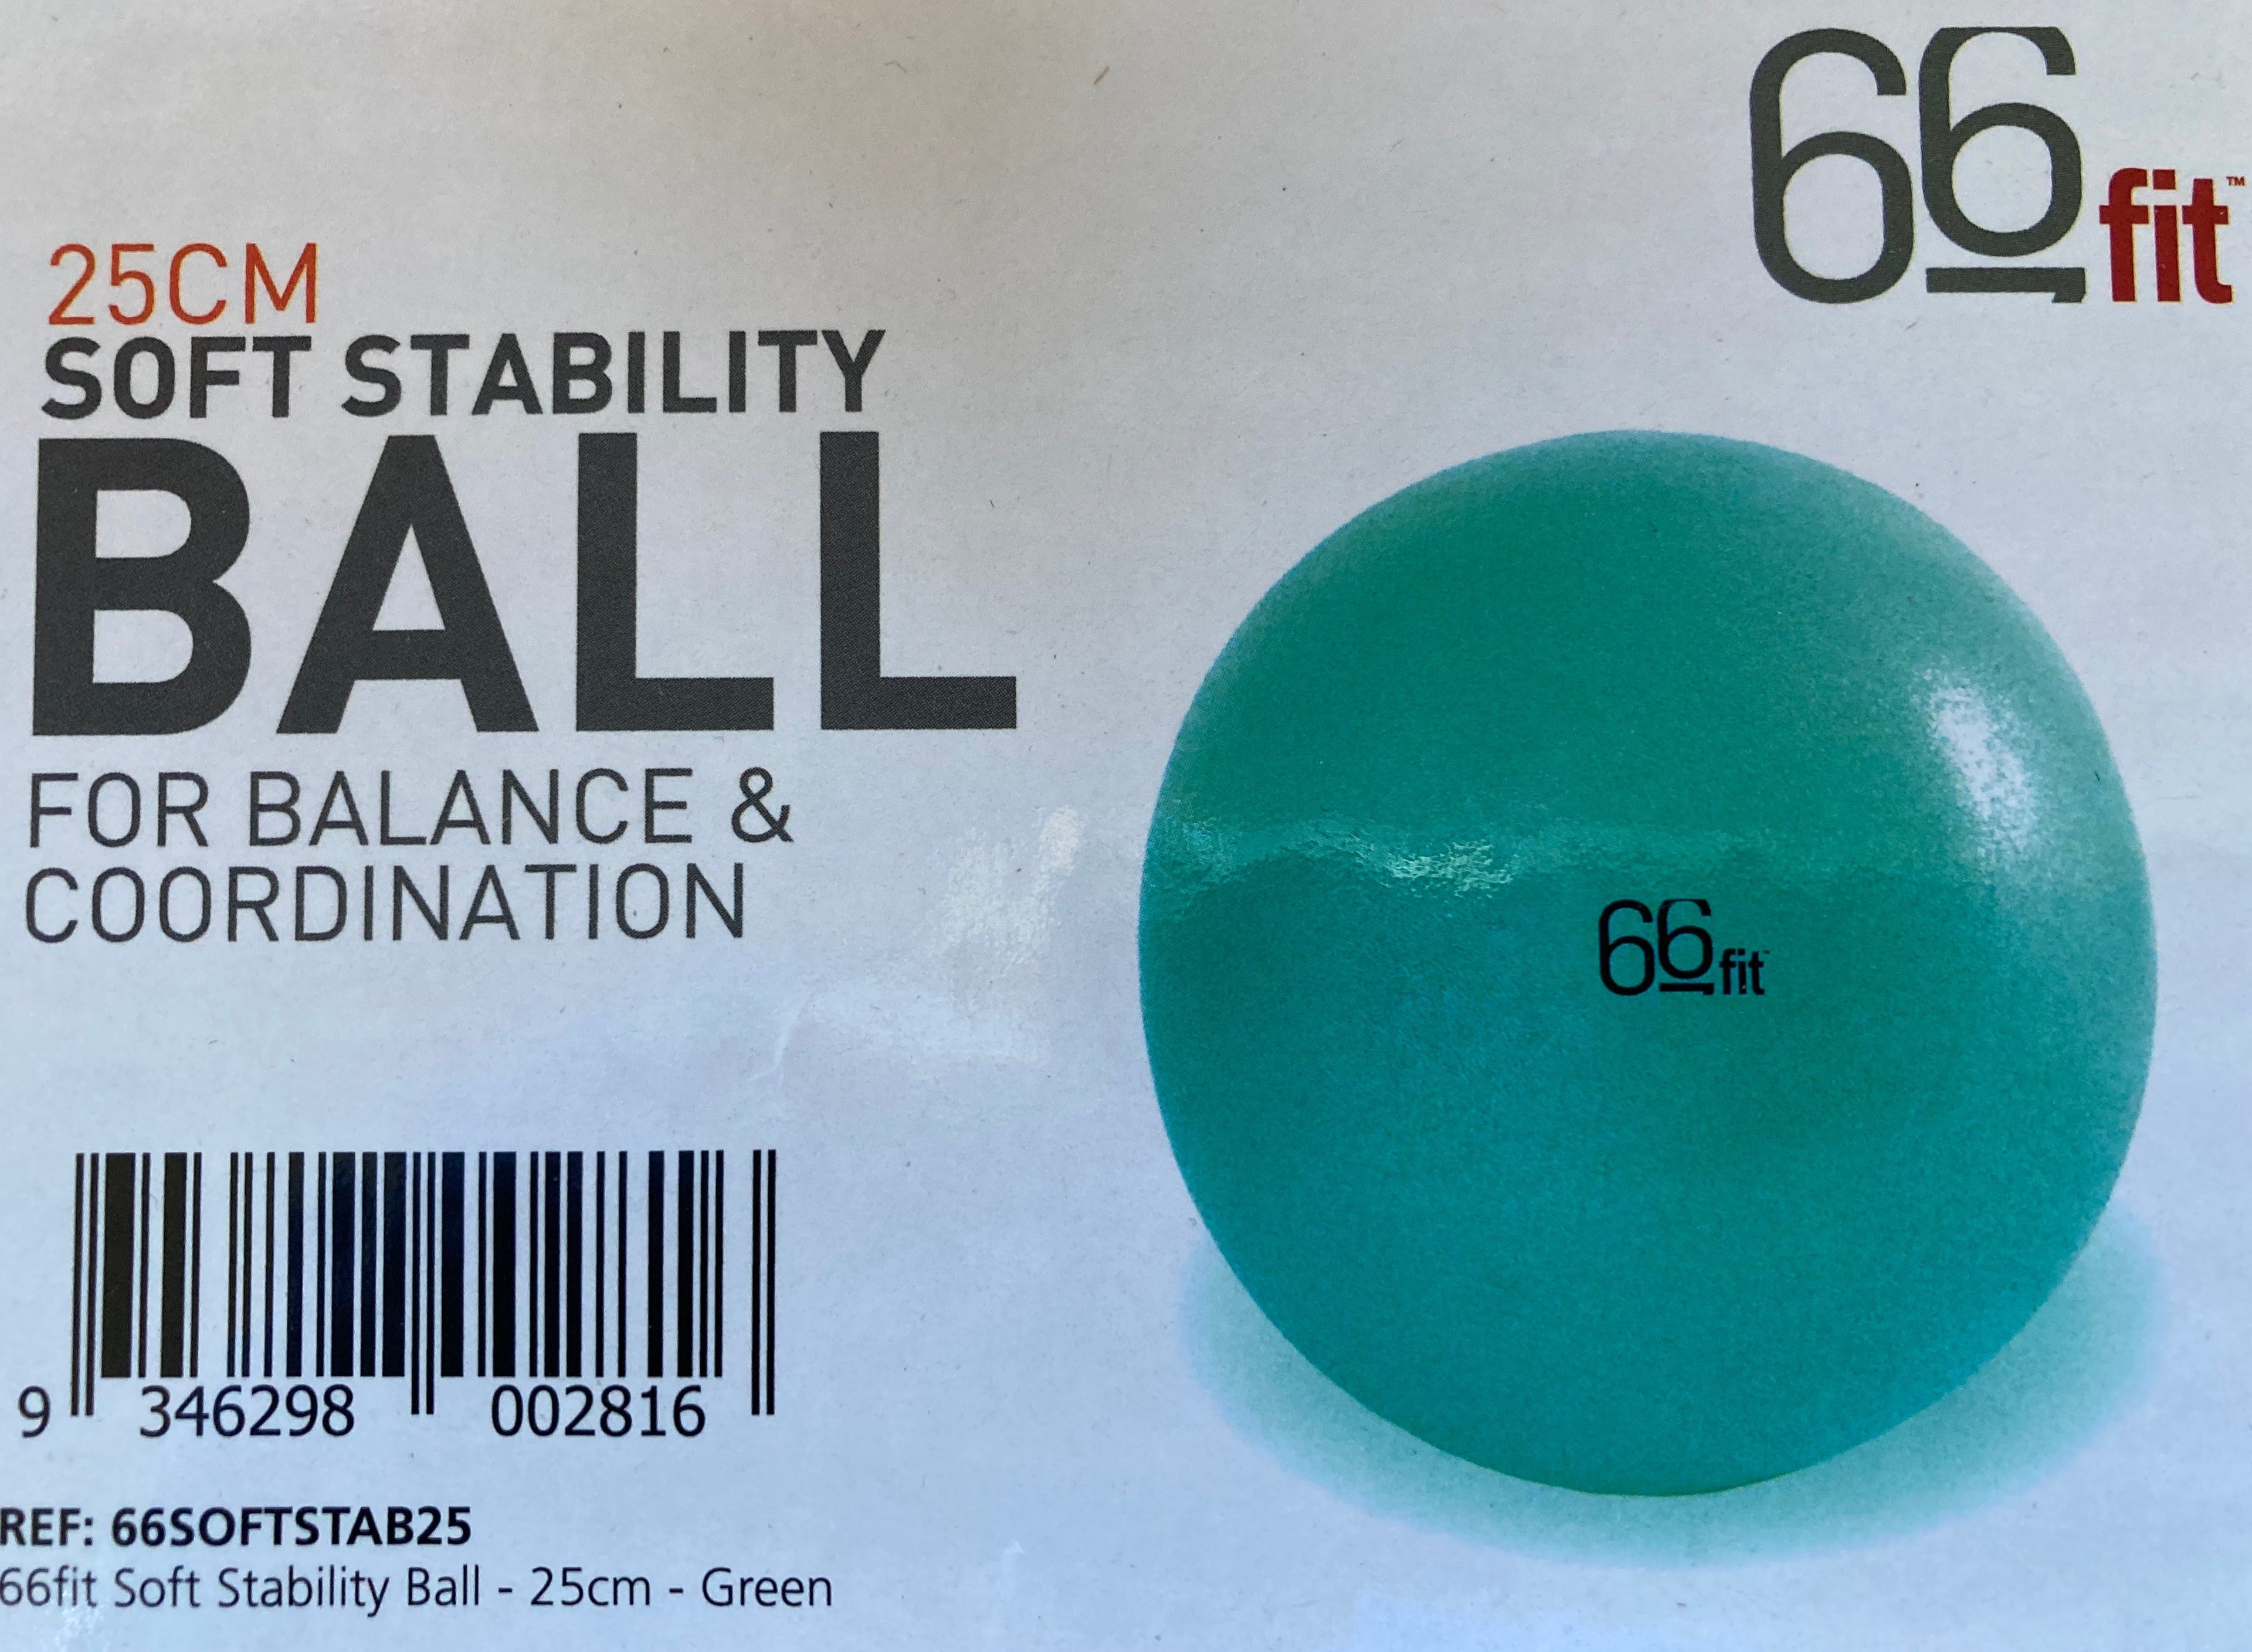 66fit™
25CM
SOFT STABILITY
BALL
FOR BALANCE &
COORDINATION
66fit
9 346298 002816
REF: 66SOFTSTAB25
66fit Soft Stability Ball - 25cm - Green